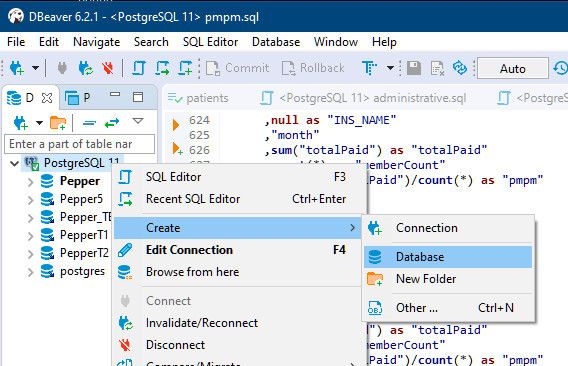 DBeaver 6.2.1 - <PostgreSQL 11> pmpm.sql
File Edit Navigate Search SQL Editor Database Window Help
Commit Rollback Auto
D P patients <PostgreSQL 11> administrative.sql <PostgreS
Enter a part of table nar
PostgreSQL 11
Pepper
Pepper5
PepperT1
PepperT2
postgres
624 ,null as "INS_NAME"
625 ,"month"
626 ,sum("totalPaid") as "totalPaid"
emberCount"
Paid")/count(*) as "pmpm"
SQL Editor F3
Recent SQL Editor Ctrl+Enter
Create
Edit Connection F4
Browse from here
Connect
Invalidate/Reconnect
Disconnect
Compare/Migrate
Connection
Database
New Folder
Other ... Ctrl+N
) as "totalPaid"
emberCount"
Paid")/count(*) as "pmpm"